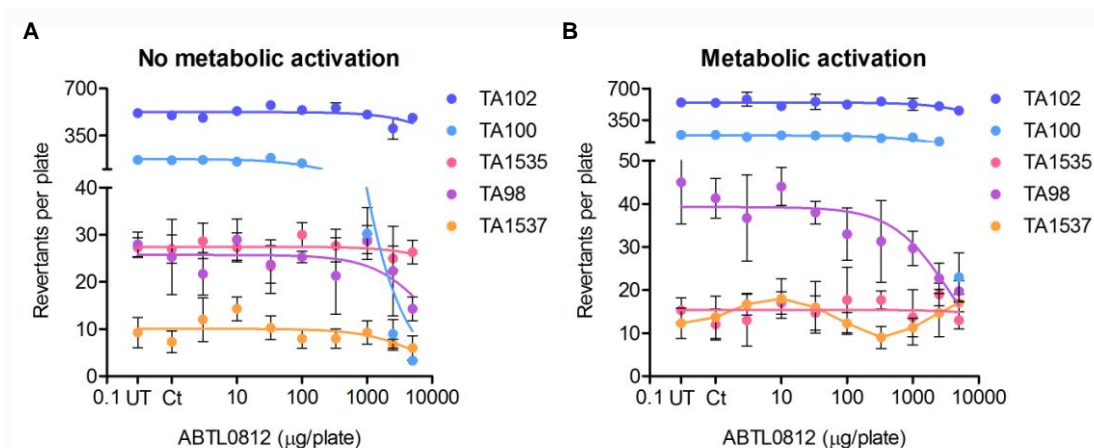 A
No metabolic activation
Revertants per plate
700
350
40
30
20
10
0
0.1 UT Ct 10 100 1000 10000
ABTL0812 (μg/plate)
TA102
TA100
TA1535
TA98
TA1537
B
Metabolic activation
Revertants per plate
700
350
50
40
30
20
10
0
0.1 UT Ct 10 100 1000 10000
ABTL0812 (μg/plate)
TA102
TA100
TA1535
TA98
TA1537